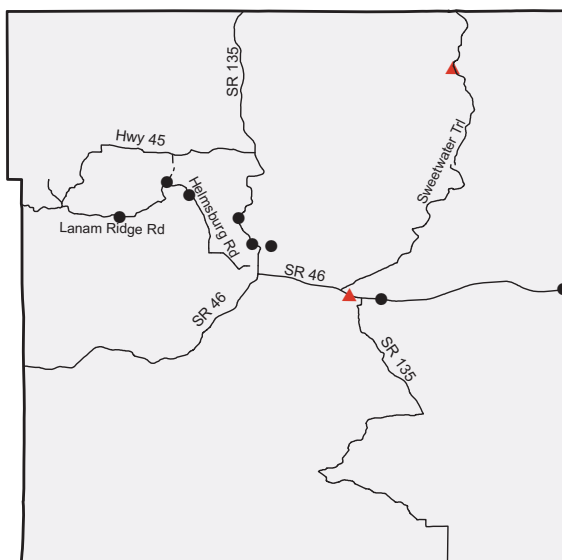 SR 135
Hwy 45
Sweetwater Trl
Helmsburg Rd
Lanam Ridge Rd
SR 46
SR 46
SR 135